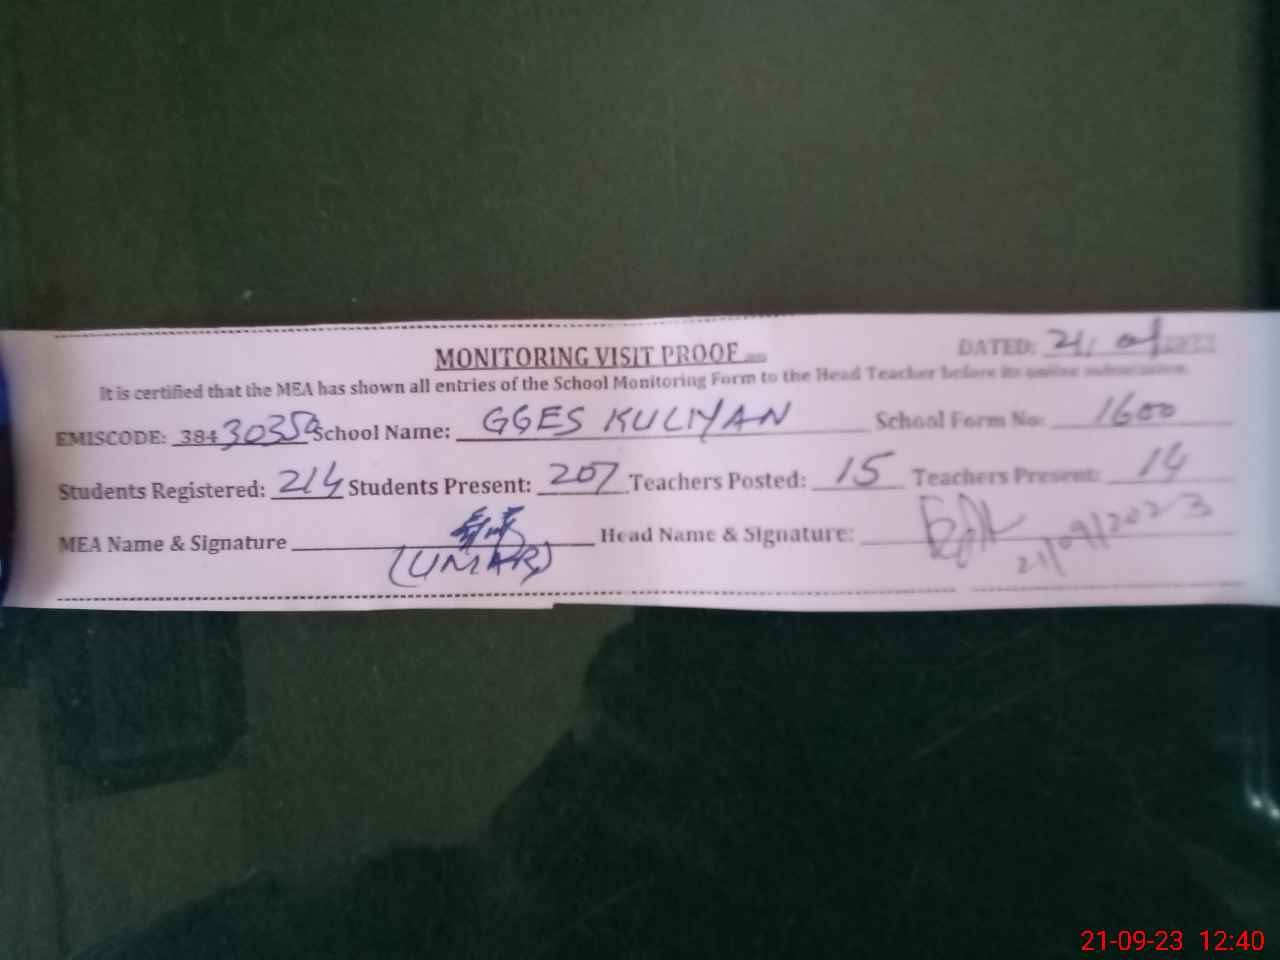 DATED: 21, 09
MONITORING VISIT PROOF
It is certified that the MEA has shown all entries of the School Monitoring Form to the Head Teacher before its online submission.
EMISCODE: 38430350 School Name: GGES KULIYAN School Form No: 1600
Students Registered: 214 Students Present: 207 Teachers Posted: 15 Teachers Present: 14
MEA Name & Signature Head Name & Signature:
(UMAR) 21/09/2023
21-09-23 12:40